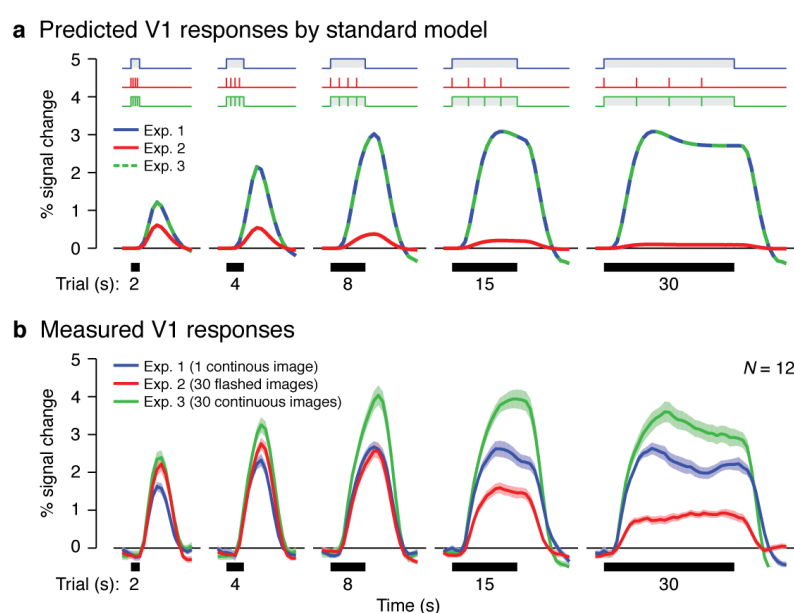 a Predicted V1 responses by standard model
5
4
3
2
1
0
% signal change
Exp. 1
Exp. 2
Exp. 3
Trial (s): 2 4 8 15 30
b Measured V1 responses
5
4
3
2
1
0
% signal change
Exp. 1 (1 continous image)
Exp. 2 (30 flashed images)
Exp. 3 (30 continuous images)
N = 12
Trial (s): 2 4 8 15 30
Time (s)